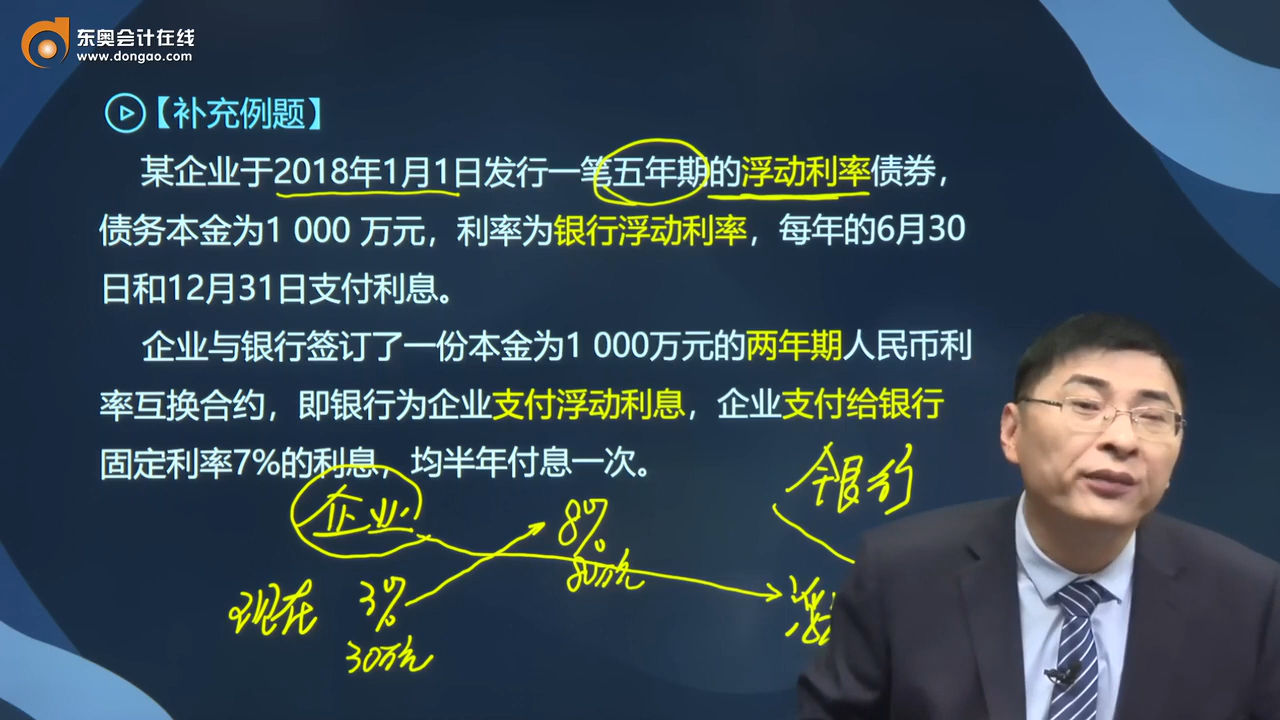 东奥会计在线
www.dongao.com
【补充例题】
某企业于2018年1月1日发行一笔五年期的浮动利率债券，
债务本金为1 000 万元，利率为银行浮动利率，每年的6月30
日和12月31日支付利息。
企业与银行签订了一份本金为1 000万元的两年期人民币利
率互换合约，即银行为企业支付浮动利息，企业支付给银行
固定利率7%的利息，均半年付息一次。
企业
银行
8%
80万元
现在 3%
30万元
浮